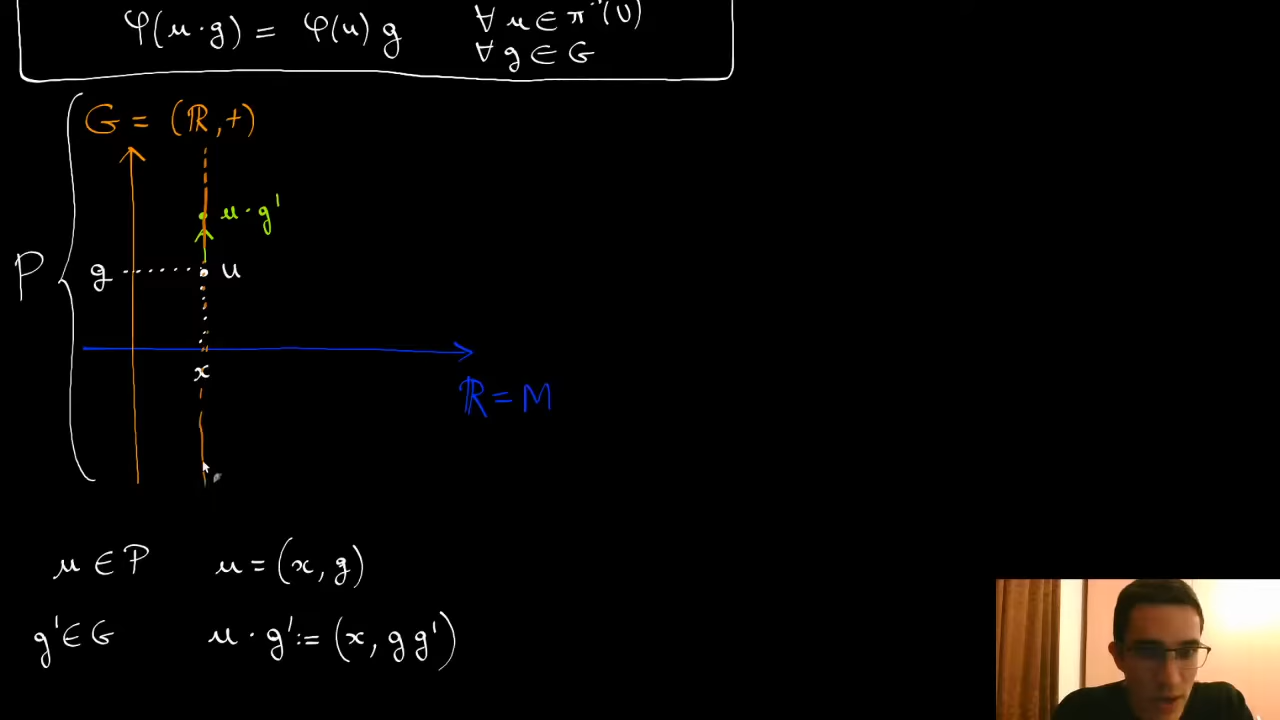 φ(u·g) = φ(u) g ∀ u ∈ π⁻¹(U)
∀ g ∈ G
G = (ℝ, +)
u · g'
P
g
u
x
ℝ = M
u ∈ P u = (x, g)
g' ∈ G u · g' := (x, g g')